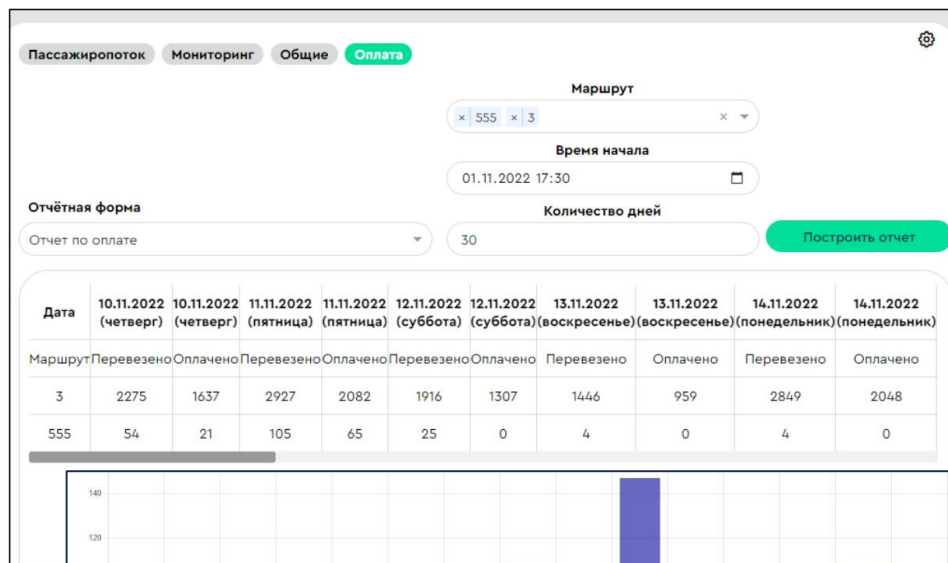 Пассажиропоток Мониторинг Общие Оплата
Маршрут
× 555 × 3 ×
Время начала
01.11.2022 17:30
Отчётная форма
Количество дней
Отчет по оплате
30
Построить отчет
Дата 10.11.2022 (четверг) 10.11.2022 (четверг) 11.11.2022 (пятница) 11.11.2022 (пятница) 12.11.2022 (суббота) 12.11.2022 (суббота) 13.11.2022 (воскресенье) 13.11.2022 (воскресенье) 14.11.2022 (понедельник) 14.11.2022 (понедельник)
Маршрут Перевезено Оплачено Перевезено Оплачено Перевезено Оплачено Перевезено Оплачено Перевезено Оплачено
3 2275 1637 2927 2082 1916 1307 1446 959 2849 2048
555 54 21 105 65 25 0 4 0 4 0
140
120